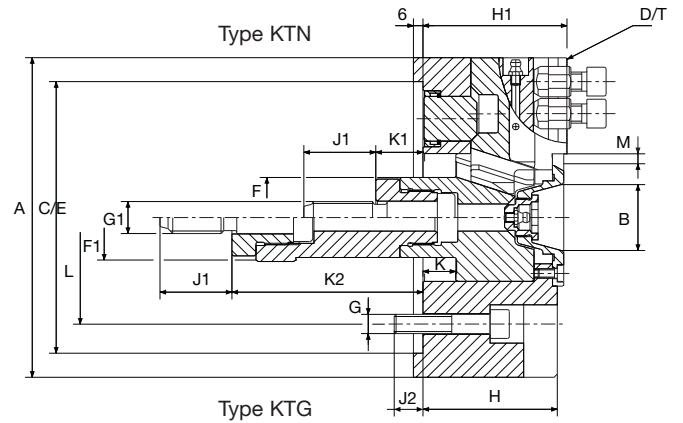 6
H1
D/T
Type KTN
M
J1
K1
F
A
C/E
G1
B
F1
L
K
J1
K2
G
J2
H
Type KTG